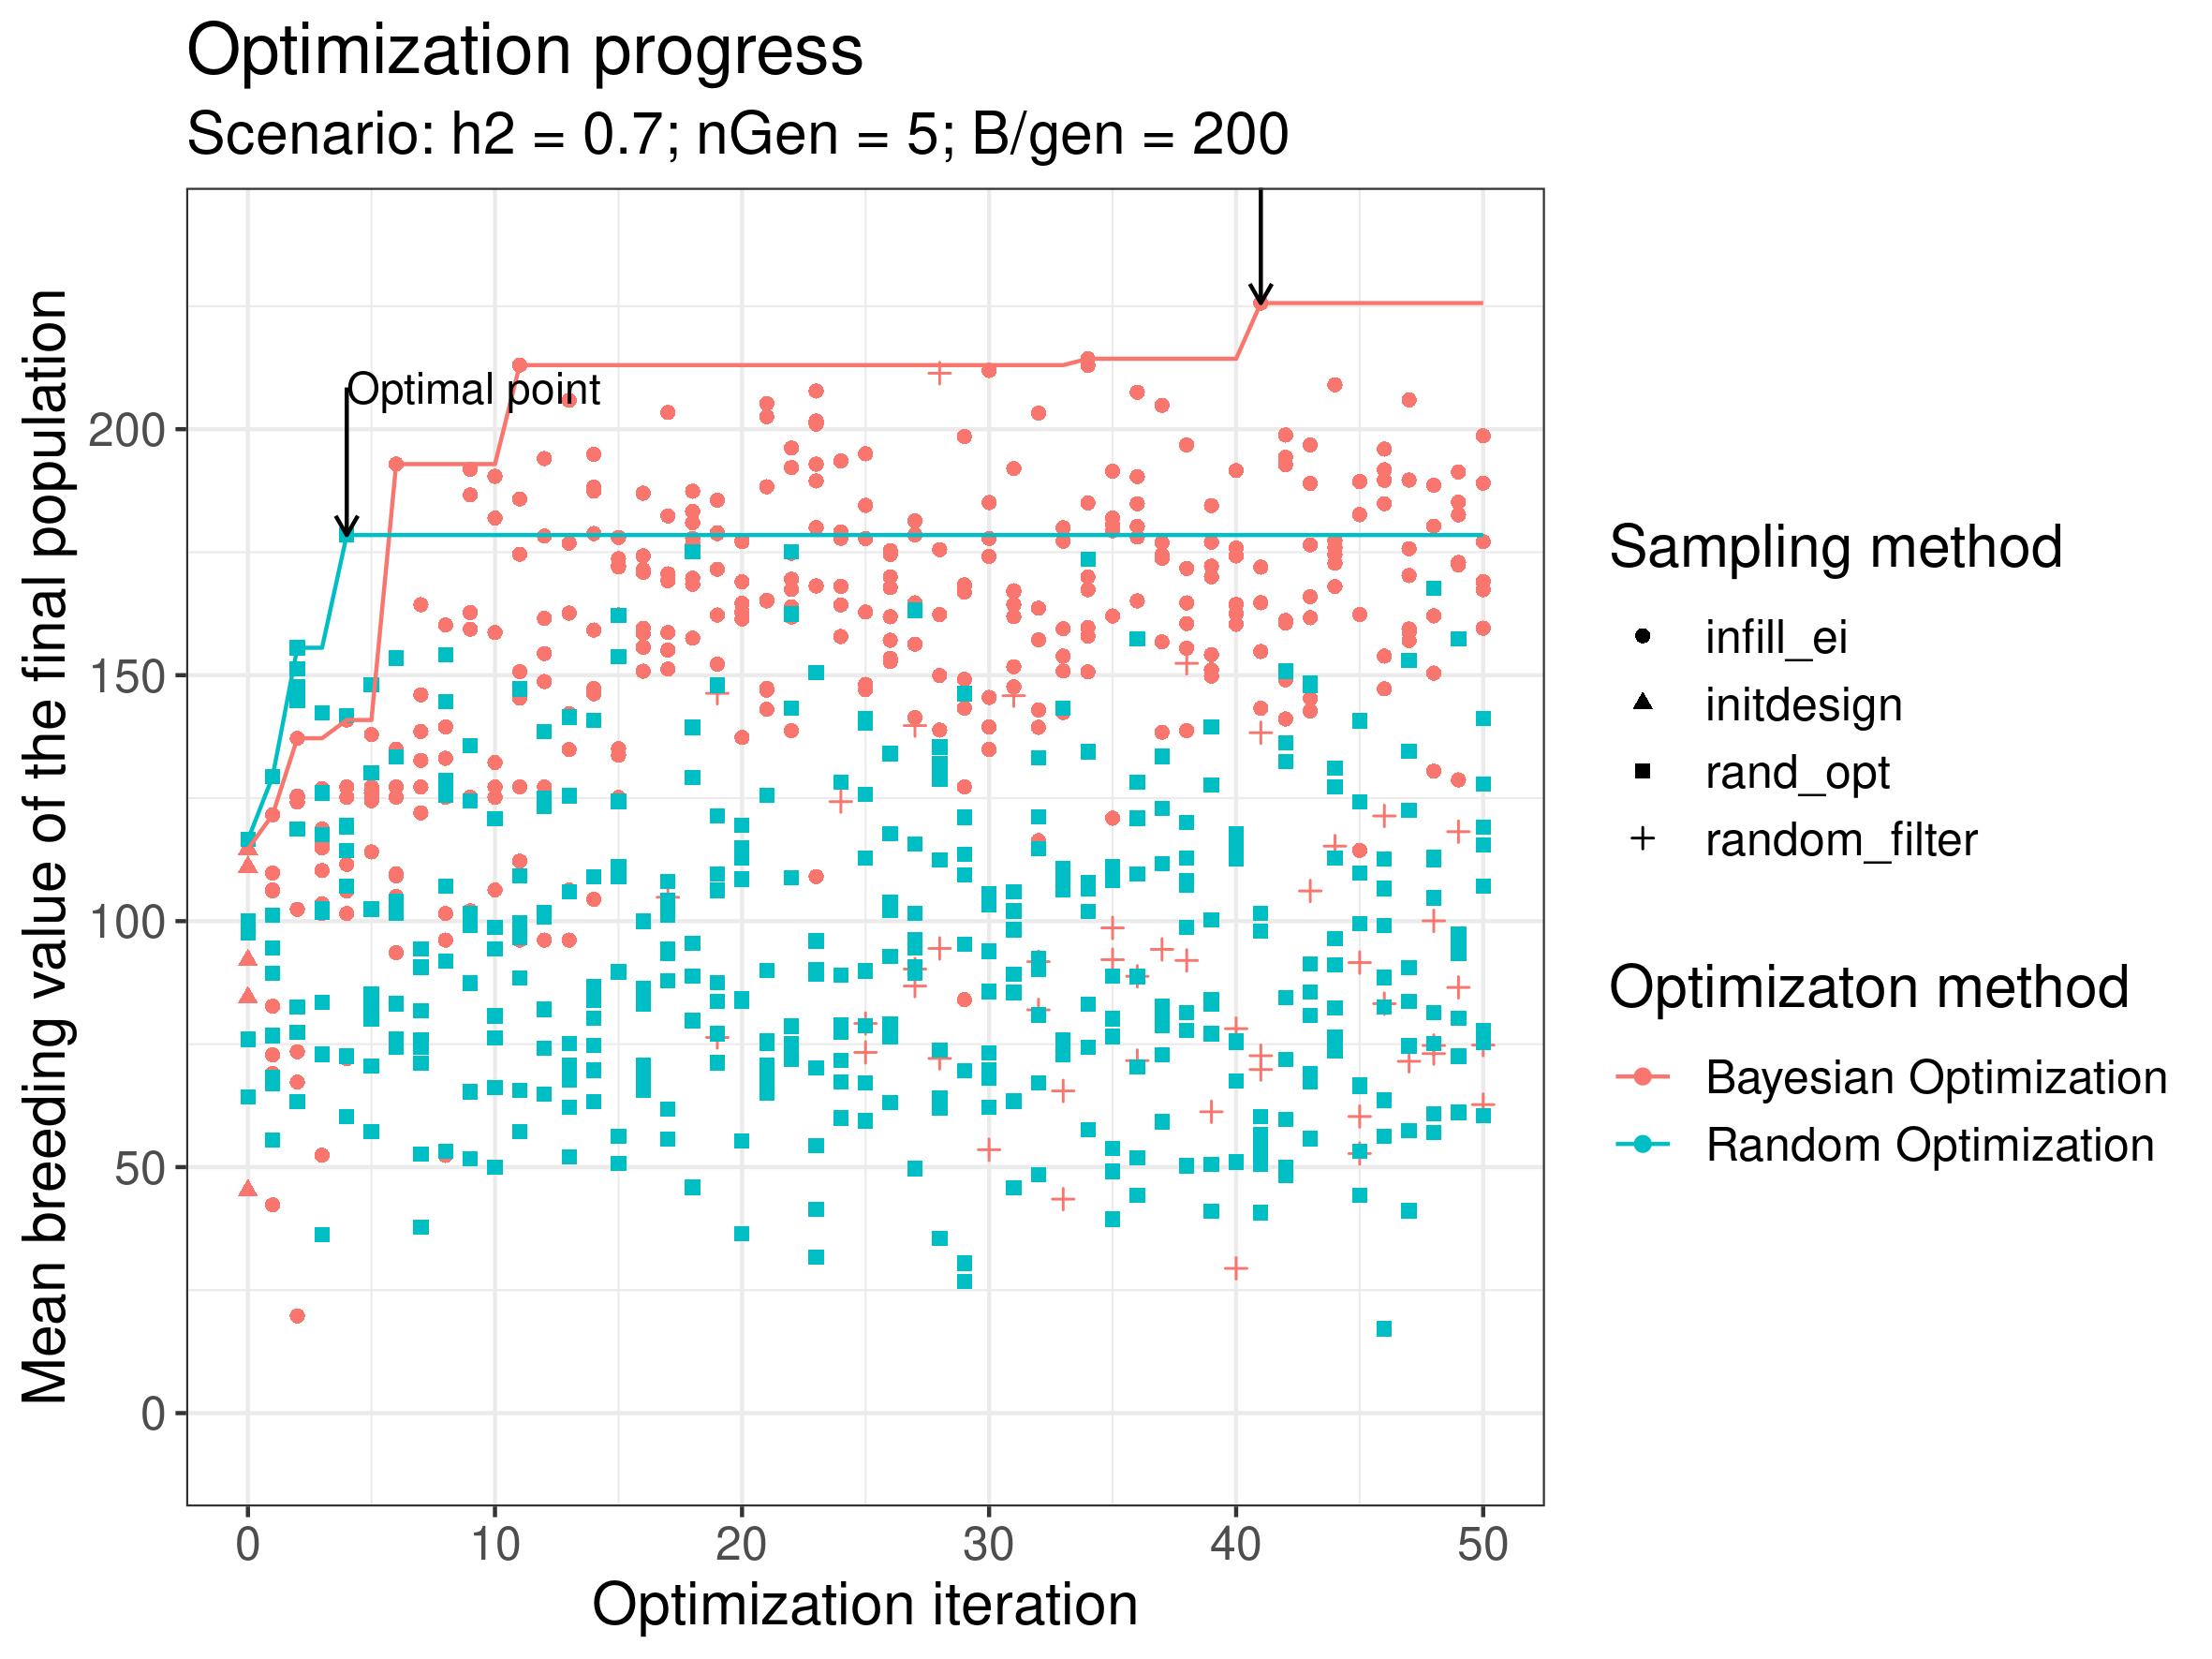 Optimization progress
Scenario: h2 = 0.7; nGen = 5; B/gen = 200
Mean breeding value of the final population
200
150
100
50
0
Optimal point
0 10 20 30 40 50
Optimization iteration
Sampling method
infill_ei
initdesign
rand_opt
random_filter
Optimizaton method
Bayesian Optimization
Random Optimization